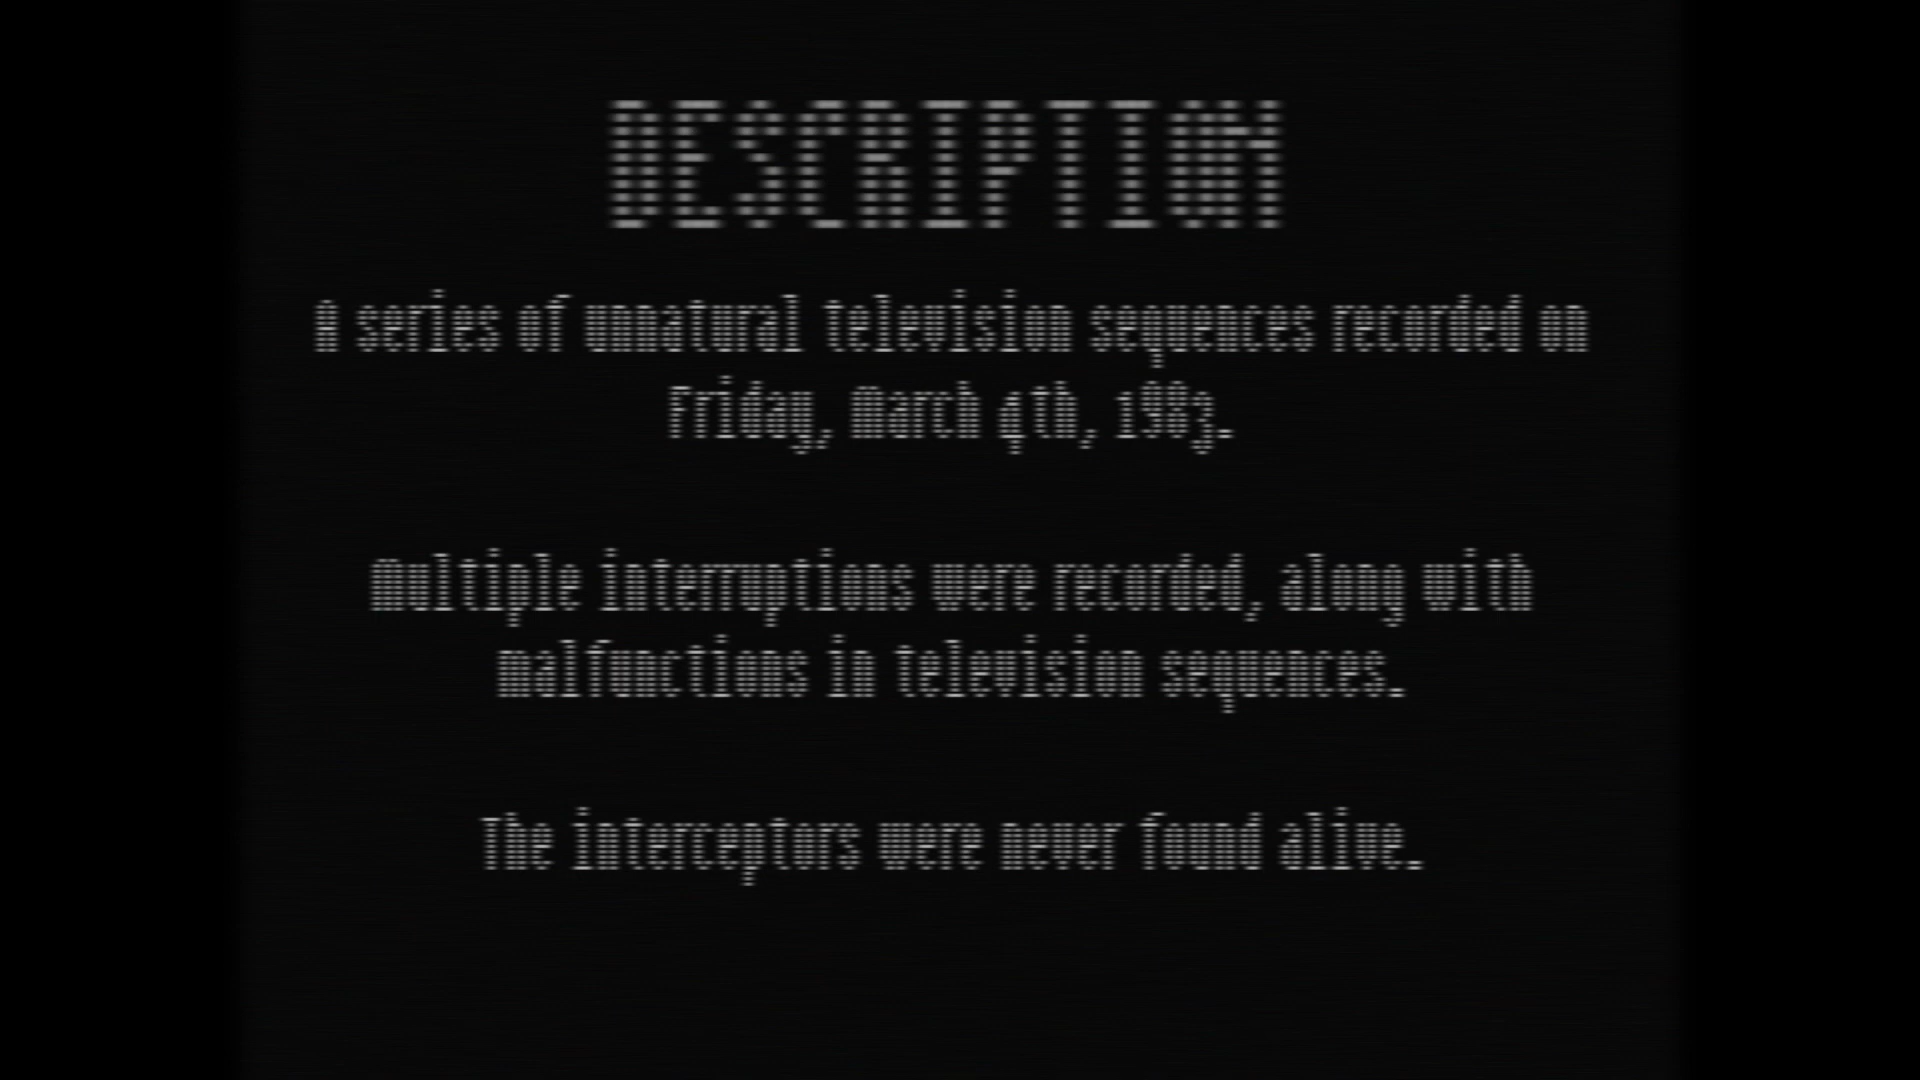 DESCRIPTION
A series of unnatural television sequences recorded on
Friday, March 4th, 1983.
Multiple interruptions were recorded, along with
malfunctions in television sequences.
The interceptors were never found alive.